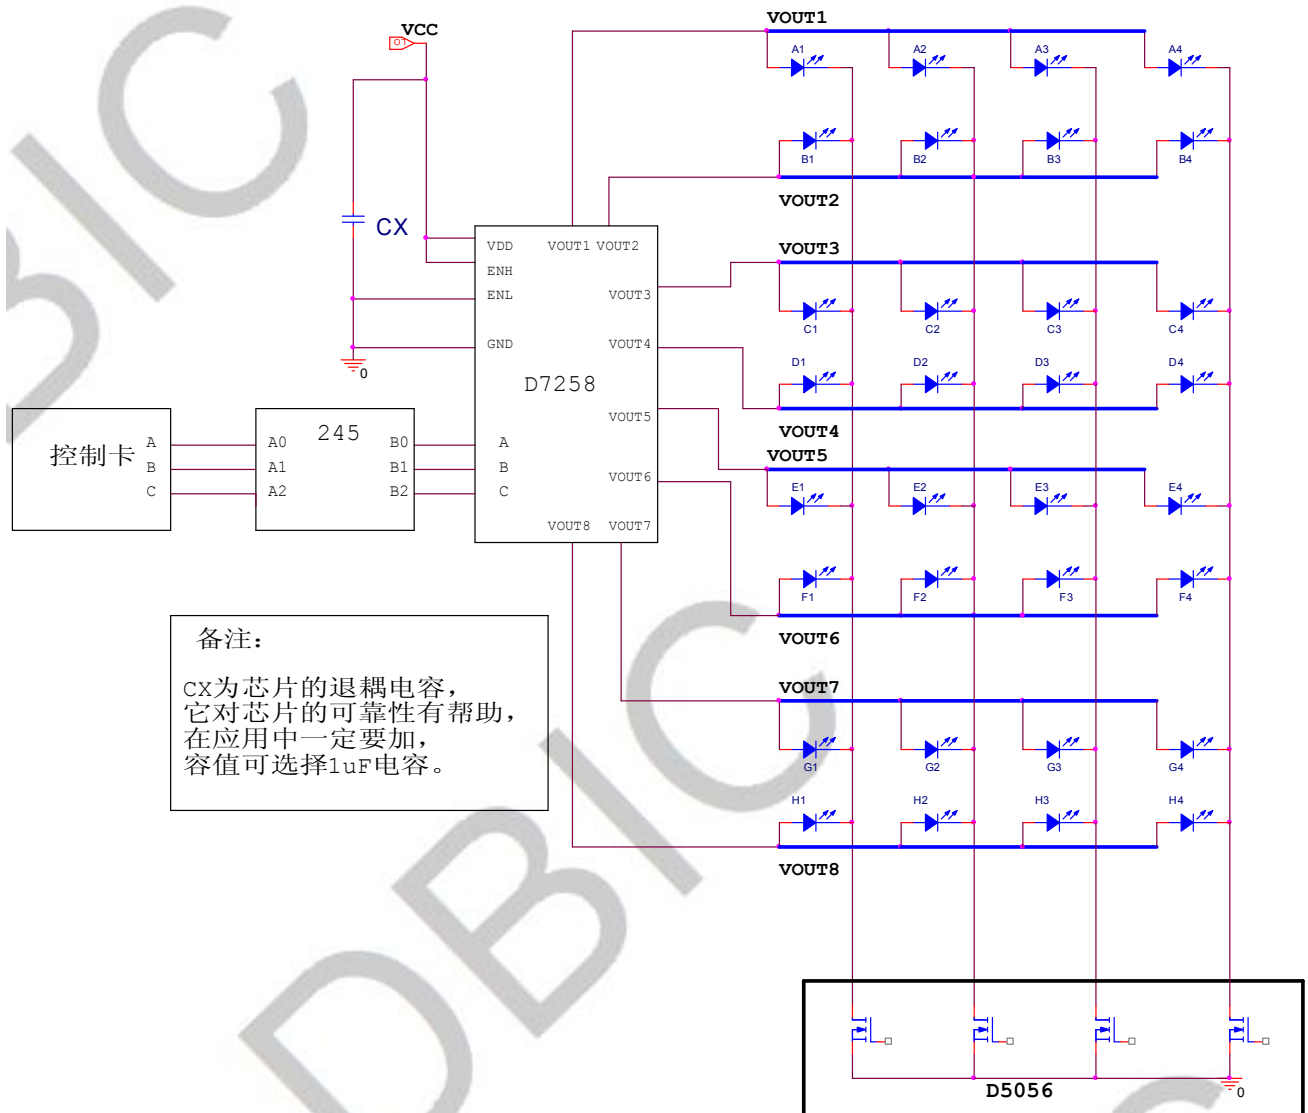 VCC
VOUT1
A1 A2 A3 A4
B1 B2 B3 B4
VOUT2
CX
VDD VOUT1 VOUT2
ENH
ENL VOUT3
GND VOUT4
D7258
VOUT5
VOUT6
VOUT8 VOUT7
A
B
C
VOUT3
C1 C2 C3 C4
D1 D2 D3 D4
VOUT4
0
控制卡
A
B
C
245
A0 B0
A1 B1
A2 B2
VOUT5
E1 E2 E3 E4
F1 F2 F3 F4
VOUT6
备注：
CX为芯片的退耦电容，
它对芯片的可靠性有帮助，
在应用中一定要加，
容值可选择1uF电容。
VOUT7
G1 G2 G3 G4
H1 H2 H3 H4
VOUT8
D5056
0
DBIC